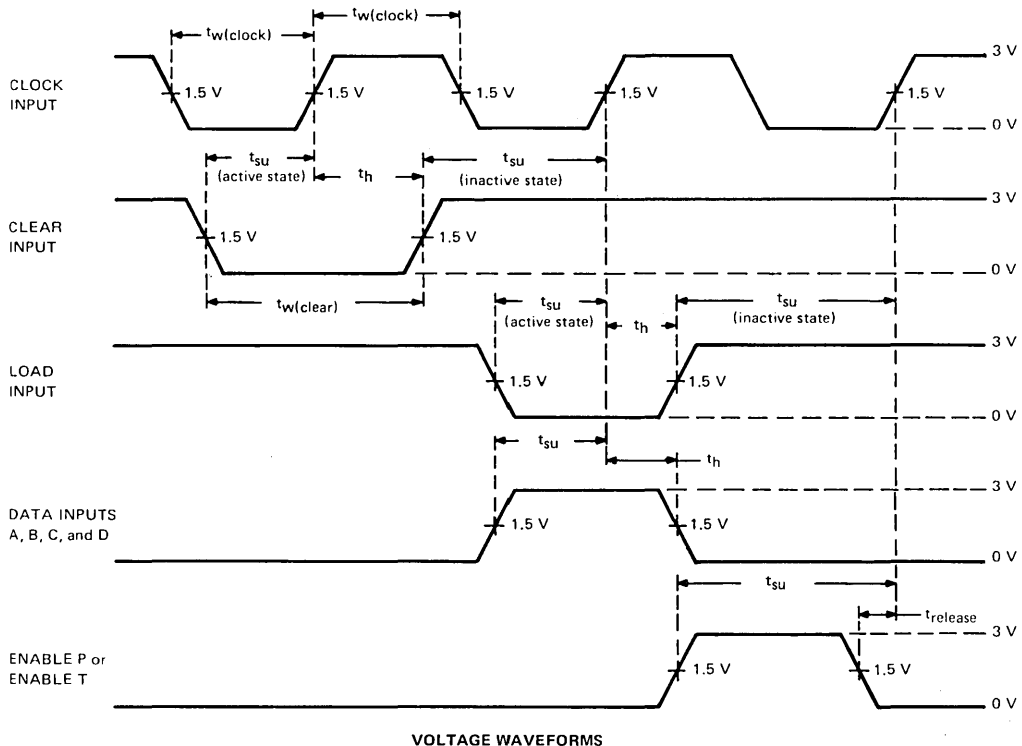 tw(clock)
tw(clock)
3 V
CLOCK
INPUT
1.5 V
1.5 V
1.5 V
1.5 V
1.5 V
0 V
tsu
(active state)
th
tsu
(inactive state)
3 V
CLEAR
INPUT
1.5 V
1.5 V
0 V
tw(clear)
tsu
(active state)
th
tsu
(inactive state)
3 V
LOAD
INPUT
1.5 V
1.5 V
0 V
tsu
th
3 V
DATA INPUTS
A, B, C, and D
1.5 V
1.5 V
0 V
tsu
trelease
3 V
ENABLE P or
ENABLE T
1.5 V
1.5 V
0 V
VOLTAGE WAVEFORMS